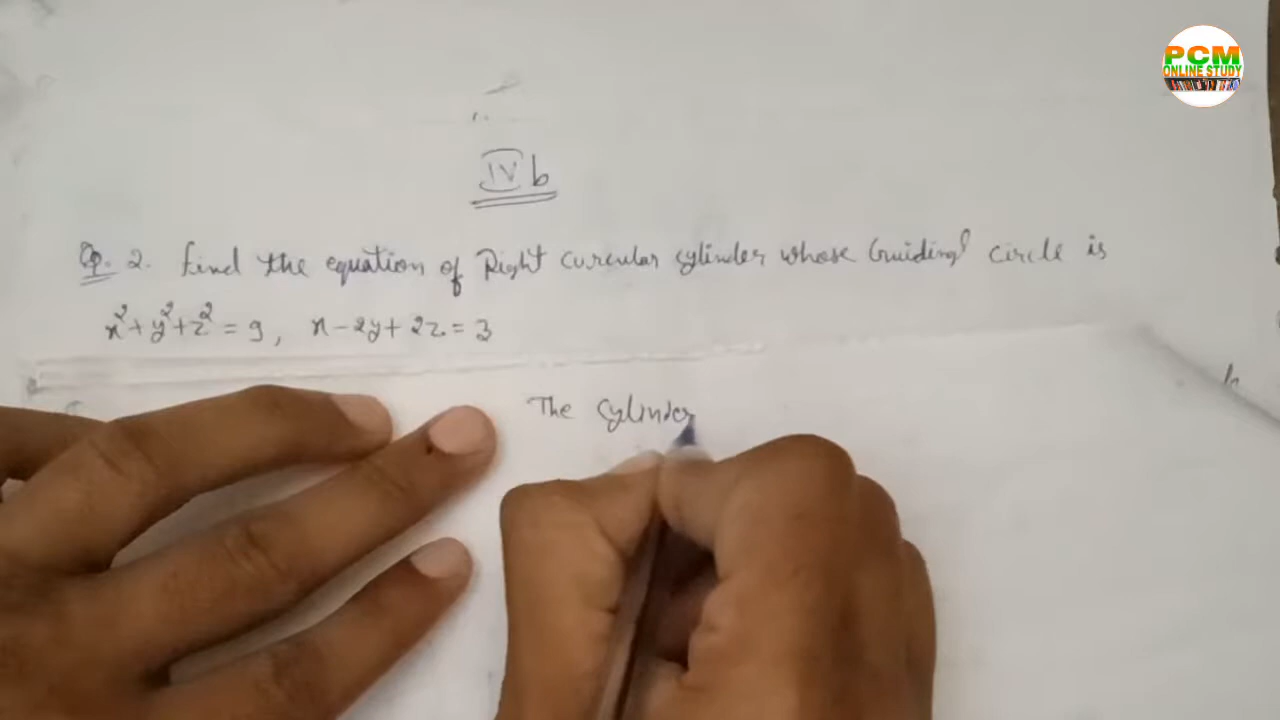 PCM
ONLINE STUDY
IV b
Q. 2. Find the equation of Right curcular cylinder whose Guiding circle is
x²+y²+z² = 9, x-2y+2z = 3
The Cylinder